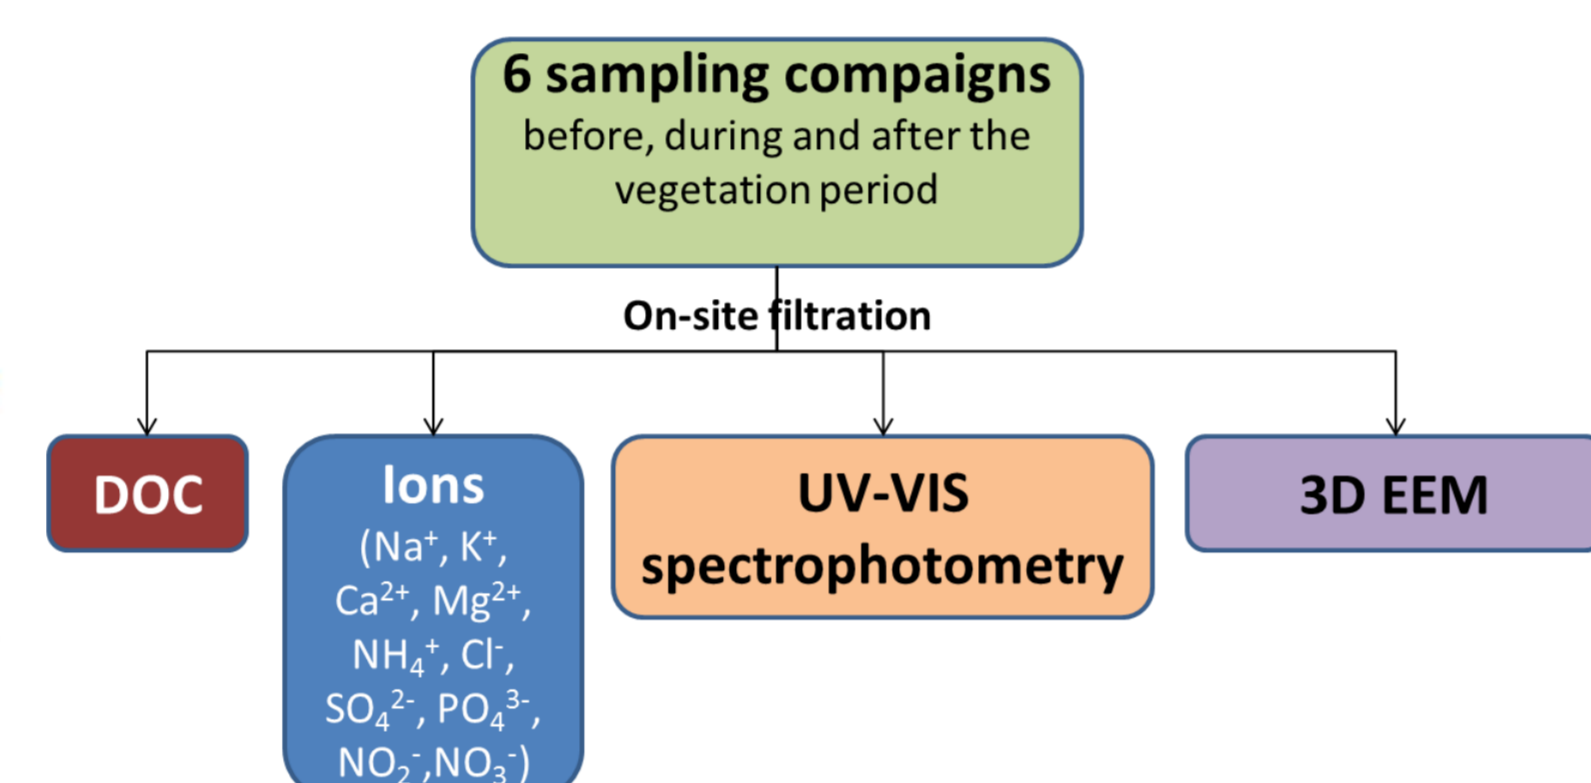 6 sampling compaigns
before, during and after the
vegetation period
On-site filtration
DOC
Ions
(Na⁺, K⁺,
Ca²⁺, Mg²⁺,
NH₄⁺, Cl⁻,
SO₄²⁻, PO₄³⁻,
NO₂⁻,NO₃⁻)
UV-VIS
spectrophotometry
3D EEM